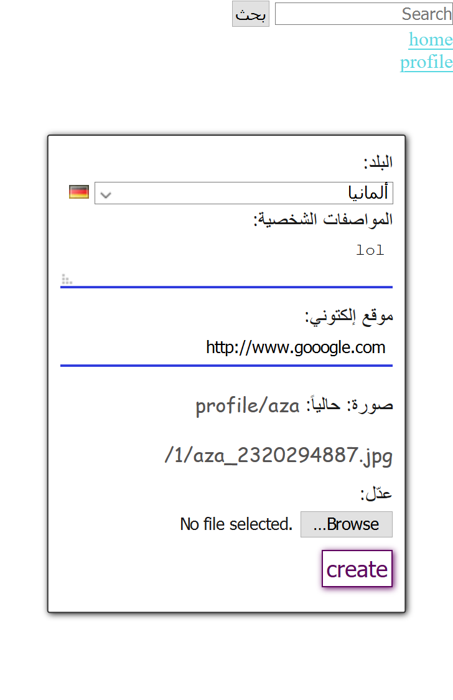 Search بحث
home
profile
البلد:
ألمانيا
المواصفات الشخصية:
lol
موقع إلكتوني:
http://www.gooogle.com
صورة: حالياً: profile/aza
/1/aza_2320294887.jpg
عدّل:
Browse... No file selected.
create